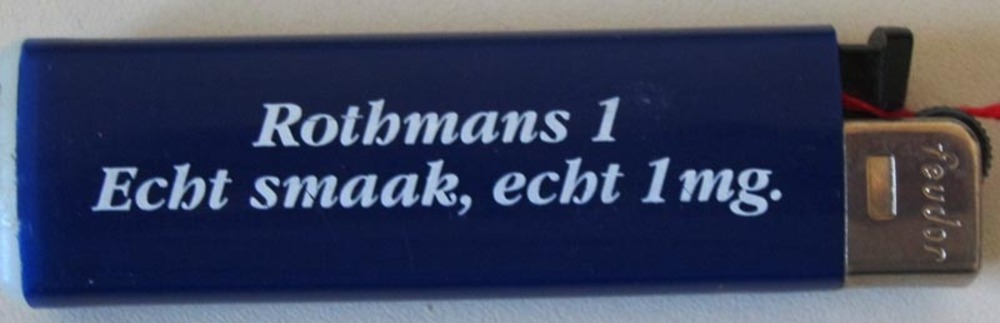 Rothmans 1
Echt smaak, echt 1mg.
feudor